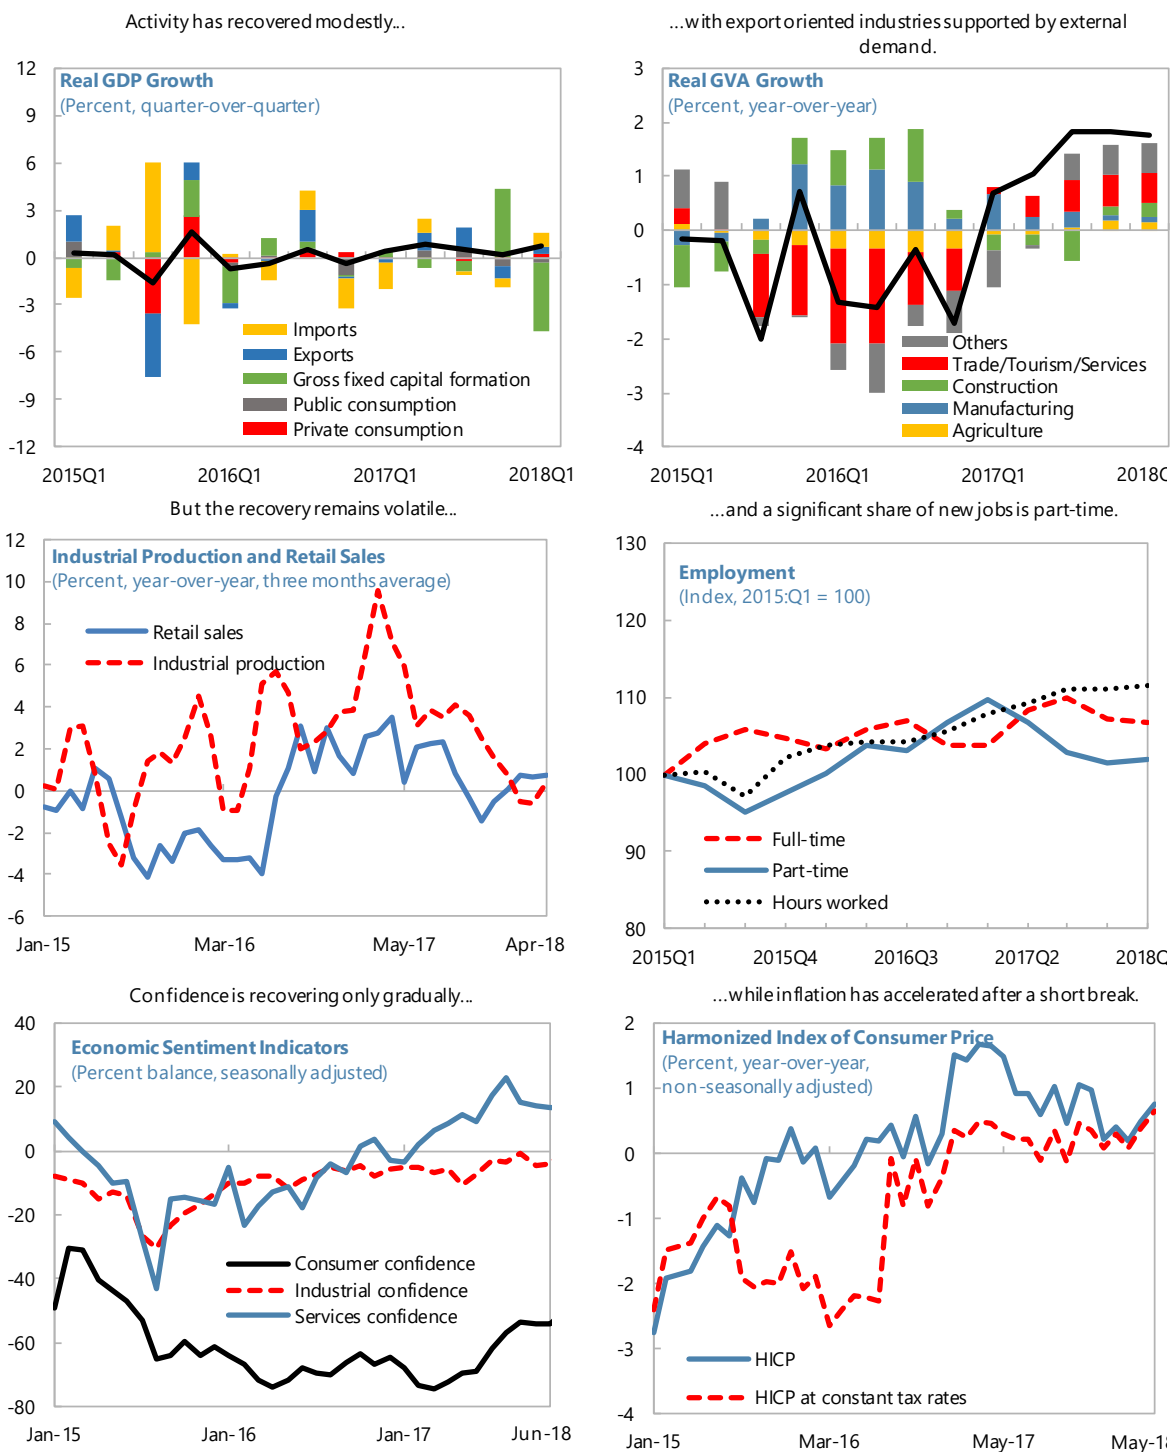 Activity has recovered modestly...
12
9
6
3
0
-3
-6
-9
-12
Real GDP Growth
(Percent, quarter-over-quarter)
Imports
Exports
Gross fixed capital formation
Public consumption
Private consumption
2015Q1 2016Q1 2017Q1 2018Q1
...with export oriented industries supported by external
demand.
3
2
1
0
-1
-2
-3
-4
Real GVA Growth
(Percent, year-over-year)
Others
Trade/Tourism/Services
Construction
Manufacturing
Agriculture
2015Q1 2016Q1 2017Q1 2018Q
But the recovery remains volatile...
12
10
8
6
4
2
0
-2
-4
-6
Industrial Production and Retail Sales
(Percent, year-over-year, three months average)
Retail sales
Industrial production
Jan-15 Mar-16 May-17 Apr-18
...and a significant share of new jobs is part-time.
130
120
110
100
90
80
Employment
(Index, 2015:Q1 = 100)
Full-time
Part-time
Hours worked
2015Q1 2015Q4 2016Q3 2017Q2 2018Q
Confidence is recovering only gradually...
40
20
0
-20
-40
-60
-80
Economic Sentiment Indicators
(Percent balance, seasonally adjusted)
Consumer confidence
Industrial confidence
Services confidence
Jan-15 Jan-16 Jan-17 Jun-18
...while inflation has accelerated after a short break.
2
1
0
-1
-2
-3
-4
Harmonized Index of Consumer Price
(Percent, year-over-year,
non-seasonally adjusted)
HICP
HICP at constant tax rates
Jan-15 Mar-16 May-17 May-18